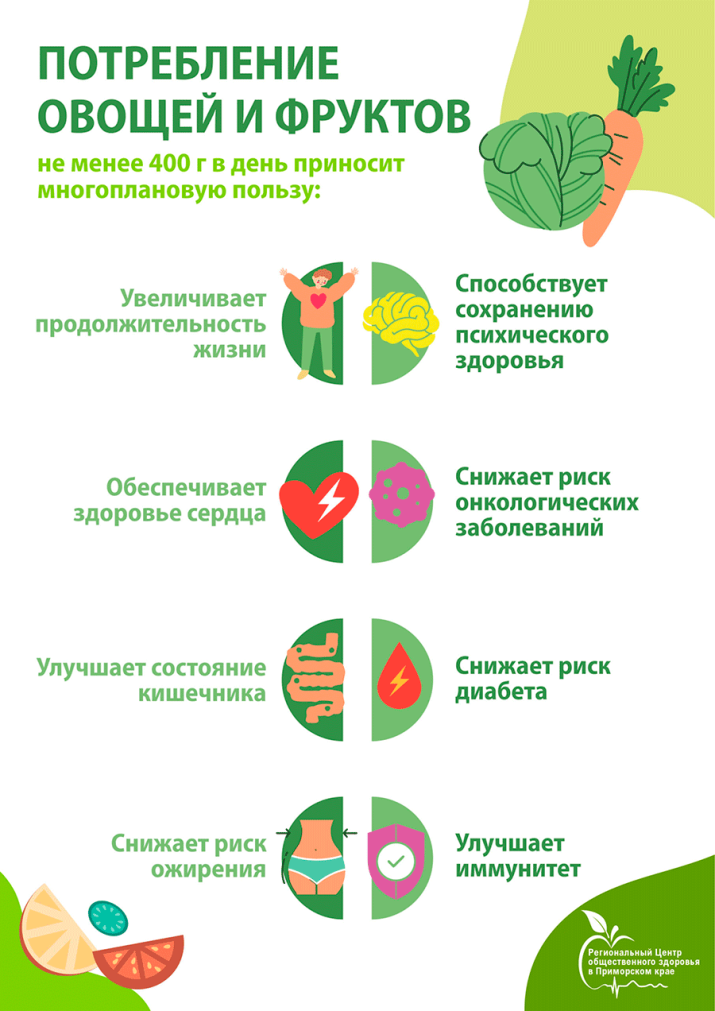 ПОТРЕБЛЕНИЕ
ОВОЩЕЙ И ФРУКТОВ
не менее 400 г в день приносит
многоплановую пользу:
Увеличивает
продолжительность
жизни
Способствует
сохранению
психического
здоровья
Обеспечивает
здоровье сердца
Снижает риск
онкологических
заболеваний
Улучшает состояние
кишечника
Снижает риск
диабета
Снижает риск
ожирения
Улучшает
иммунитет
Региональный Центр
общественного здоровья
в Приморском крае